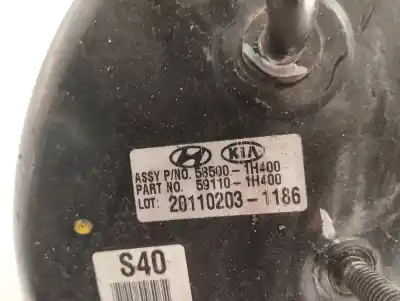 KIA
ASSY P/NO. 58500-1H400
PART NO. 59110-1H400
LOT: 20110203-1186
S40